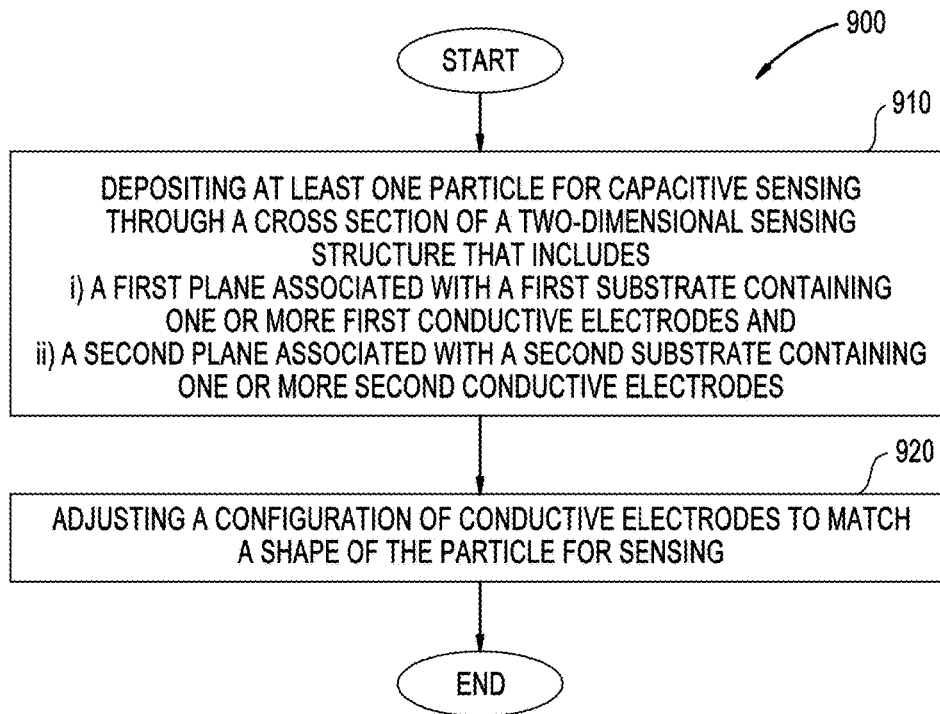 900
START
910
DEPOSITING AT LEAST ONE PARTICLE FOR CAPACITIVE SENSING
THROUGH A CROSS SECTION OF A TWO-DIMENSIONAL SENSING
STRUCTURE THAT INCLUDES
i) A FIRST PLANE ASSOCIATED WITH A FIRST SUBSTRATE CONTAINING
ONE OR MORE FIRST CONDUCTIVE ELECTRODES AND
ii) A SECOND PLANE ASSOCIATED WITH A SECOND SUBSTRATE CONTAINING
ONE OR MORE SECOND CONDUCTIVE ELECTRODES
920
ADJUSTING A CONFIGURATION OF CONDUCTIVE ELECTRODES TO MATCH
A SHAPE OF THE PARTICLE FOR SENSING
END